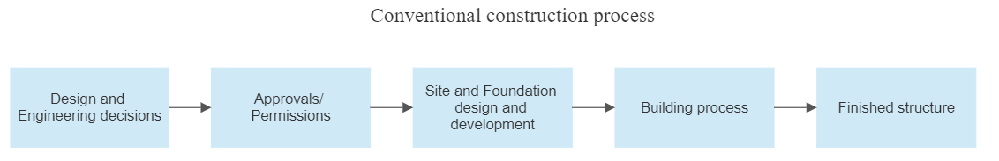 Conventional construction process
Design and
Engineering decisions
Approvals/
Permissions
Site and Foundation
design and
development
Building process
Finished structure